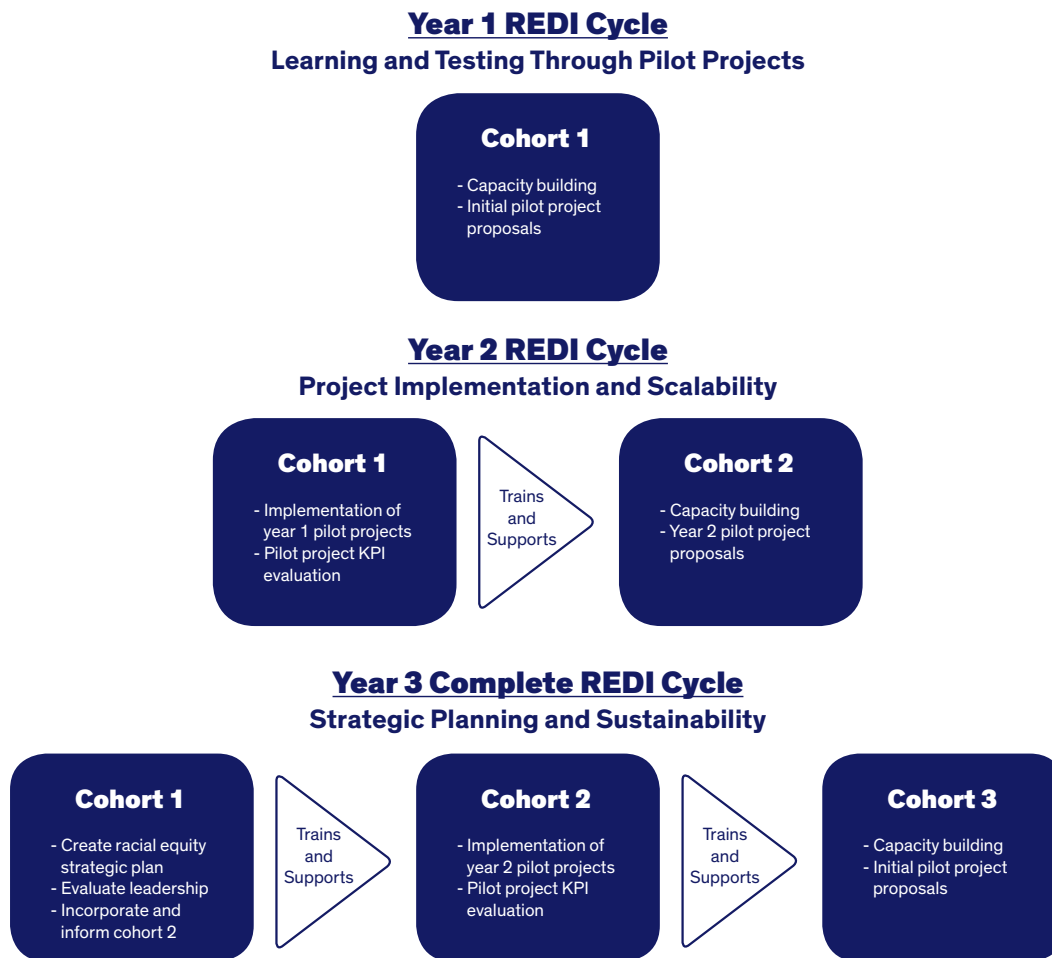 Year 1 REDI Cycle
Learning and Testing Through Pilot Projects
Cohort 1
- Capacity building
- Initial pilot project
proposals
Year 2 REDI Cycle
Project Implementation and Scalability
Cohort 1
- Implementation of
year 1 pilot projects
- Pilot project KPI
evaluation
Trains
and
Supports
Cohort 2
- Capacity building
- Year 2 pilot project
proposals
Year 3 Complete REDI Cycle
Strategic Planning and Sustainability
Cohort 1
- Create racial equity
strategic plan
- Evaluate leadership
- Incorporate and
inform cohort 2
Trains
and
Supports
Cohort 2
- Implementation of
year 2 pilot projects
- Pilot project KPI
evaluation
Trains
and
Supports
Cohort 3
- Capacity building
- Initial pilot project
proposals